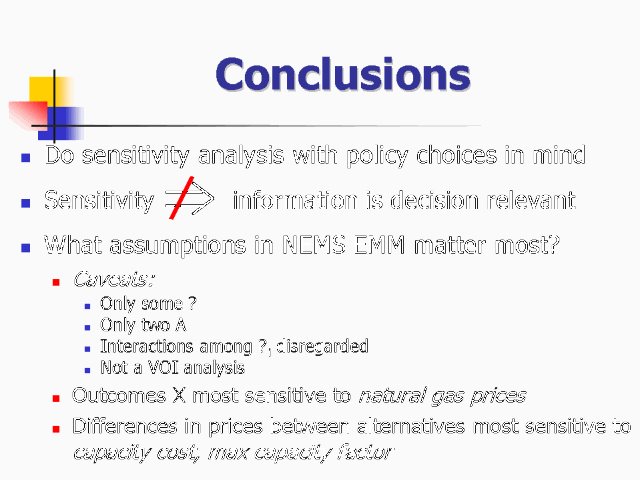 Conclusions
Do sensitivity analysis with policy choices in mind
Sensitivity ⇏ information is decision relevant
What assumptions in NEMS EMM matter most?
Caveats:
Only some ?
Only two A
Interactions among ?, disregarded
Not a VOI analysis
Outcomes X most sensitive to natural gas prices
Differences in prices between alternatives most sensitive to
capacity cost, max capacity factor